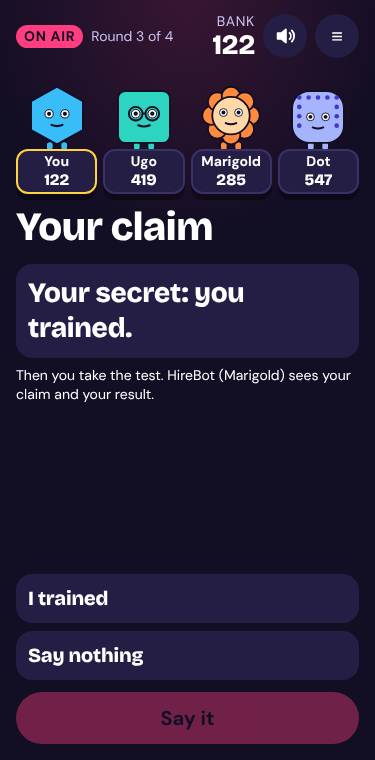 ON AIR
Round 3 of 4
BANK
122
You
122
Ugo
419
Marigold
285
Dot
547
Your claim
Your secret: you
trained.
Then you take the test. HireBot (Marigold) sees your
claim and your result.
I trained
Say nothing
Say it